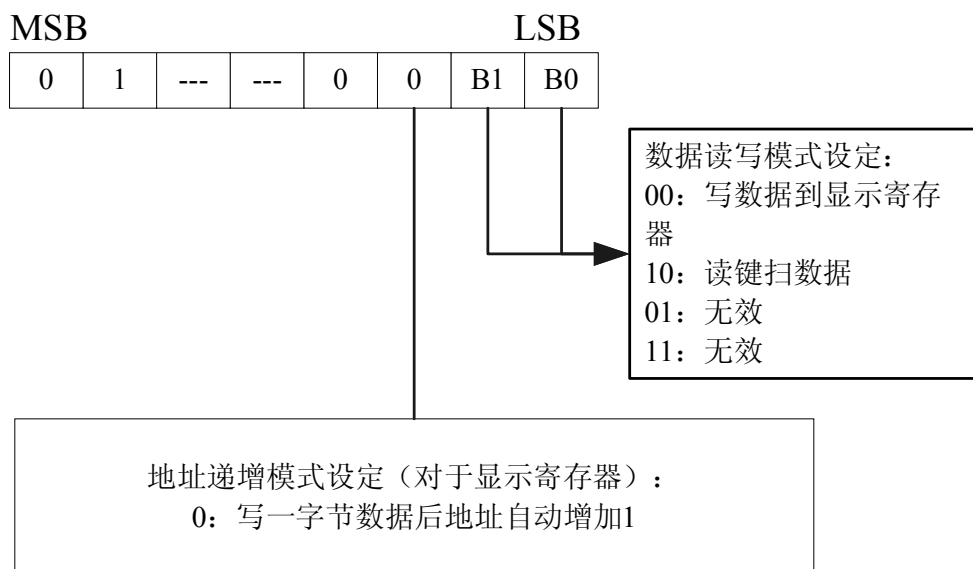 MSB LSB
0 1 --- --- 0 0 B1 B0
数据读写模式设定：
00：写数据到显示寄存
器
10：读键扫数据
01：无效
11：无效
地址递增模式设定（对于显示寄存器）：
0：写一字节数据后地址自动增加1